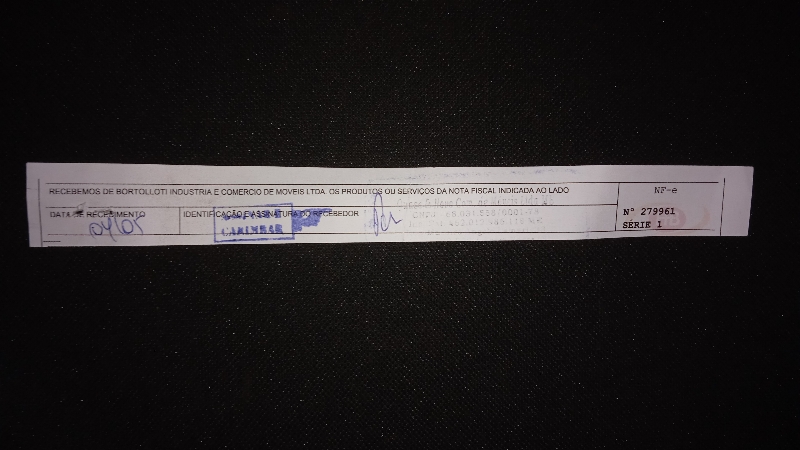 RECEBEMOS DE BORTOLLOTI INDUSTRIA E COMERCIO DE MOVEIS LTDA. OS PRODUTOS OU SERVIÇOS DA NOTA FISCAL INDICADA AO LADO
NF-e
DATA DE RECEBIMENTO
IDENTIFICAÇÃO E ASSINATURA DO RECEBEDOR
Nº 279961
SÉRIE 1
04/05
CARIMBAR